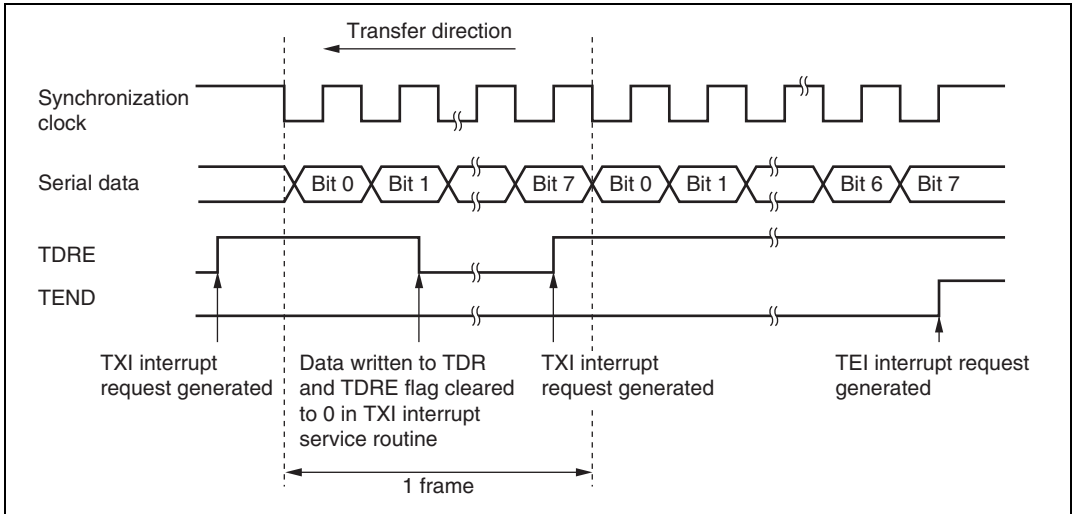 Transfer direction
Synchronization
clock
Serial data
Bit 0
Bit 1
Bit 7
Bit 0
Bit 1
Bit 6
Bit 7
TDRE
TEND
TXI interrupt
request generated
Data written to TDR
and TDRE flag cleared
to 0 in TXI interrupt
service routine
TXI interrupt
request generated
TEI interrupt request
generated
1 frame